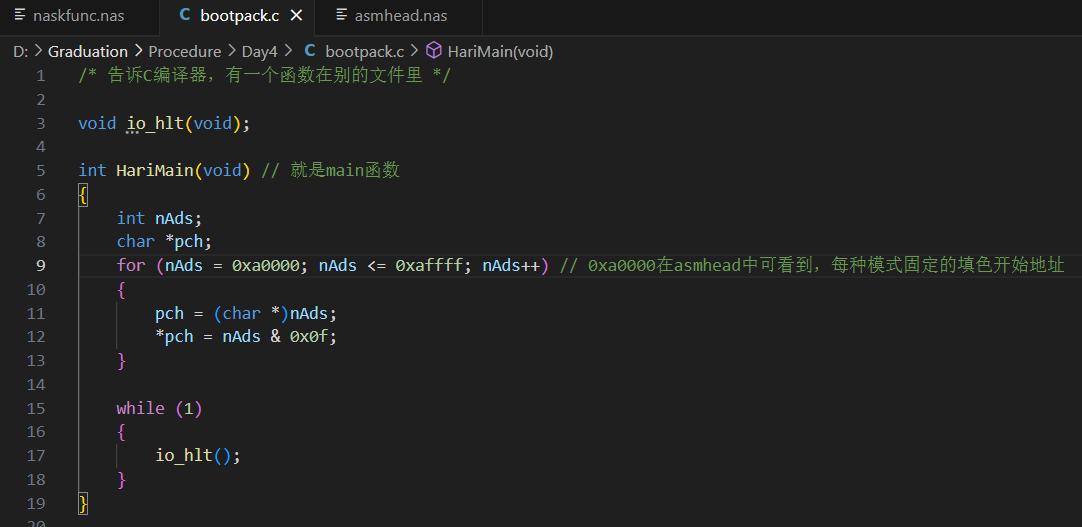 naskfunc.nas C bootpack.c × asmhead.nas
D: > Graduation > Procedure > Day4 > C bootpack.c > HariMain(void)
1 /* 告诉C编译器，有一个函数在别的文件里 */
2
3 void io_hlt(void);
4
5 int HariMain(void) // 就是main函数
6 {
7 int nAds;
8 char *pch;
9 for (nAds = 0xa0000; nAds <= 0xaffff; nAds++) // 0xa0000在asmhead中可看到，每种模式固定的填色开始地址
10 {
11 pch = (char *)nAds;
12 *pch = nAds & 0x0f;
13 }
14
15 while (1)
16 {
17 io_hlt();
18 }
19 }
20